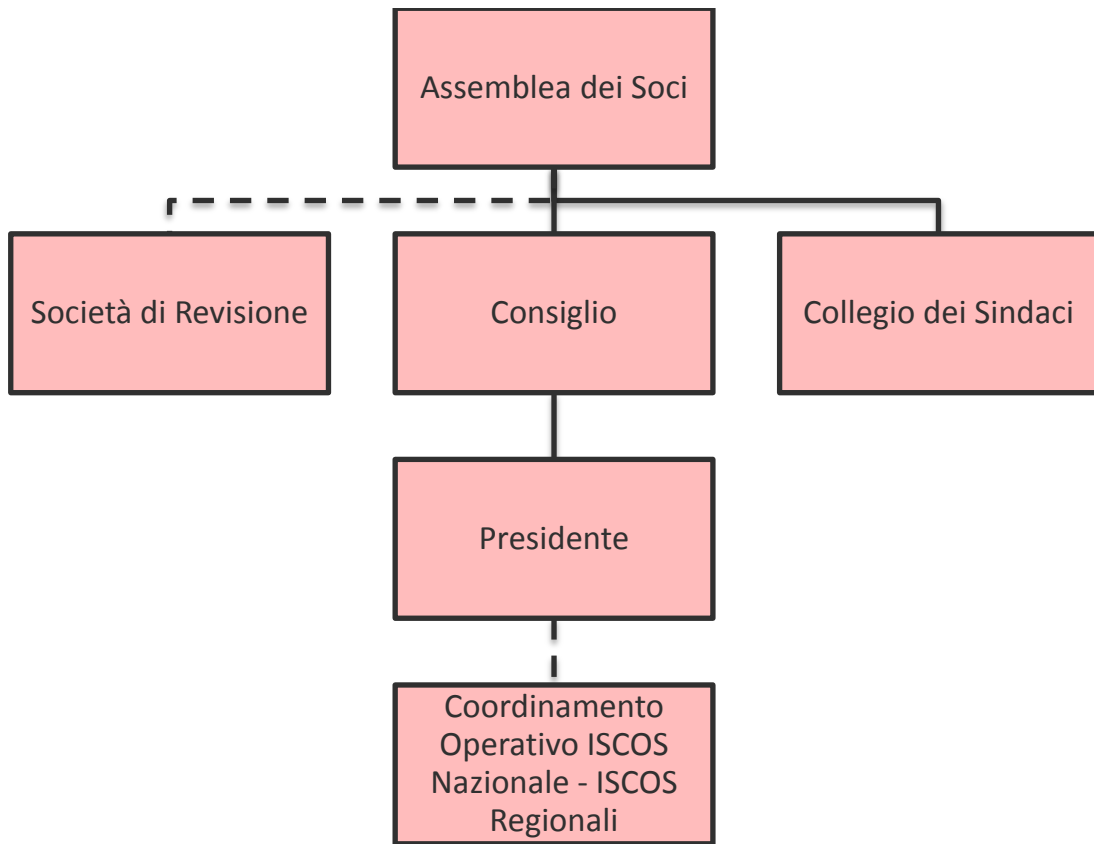 Assemblea dei Soci
Società di Revisione
Consiglio
Collegio dei Sindaci
Presidente
Coordinamento
Operativo ISCOS
Nazionale - ISCOS
Regionali